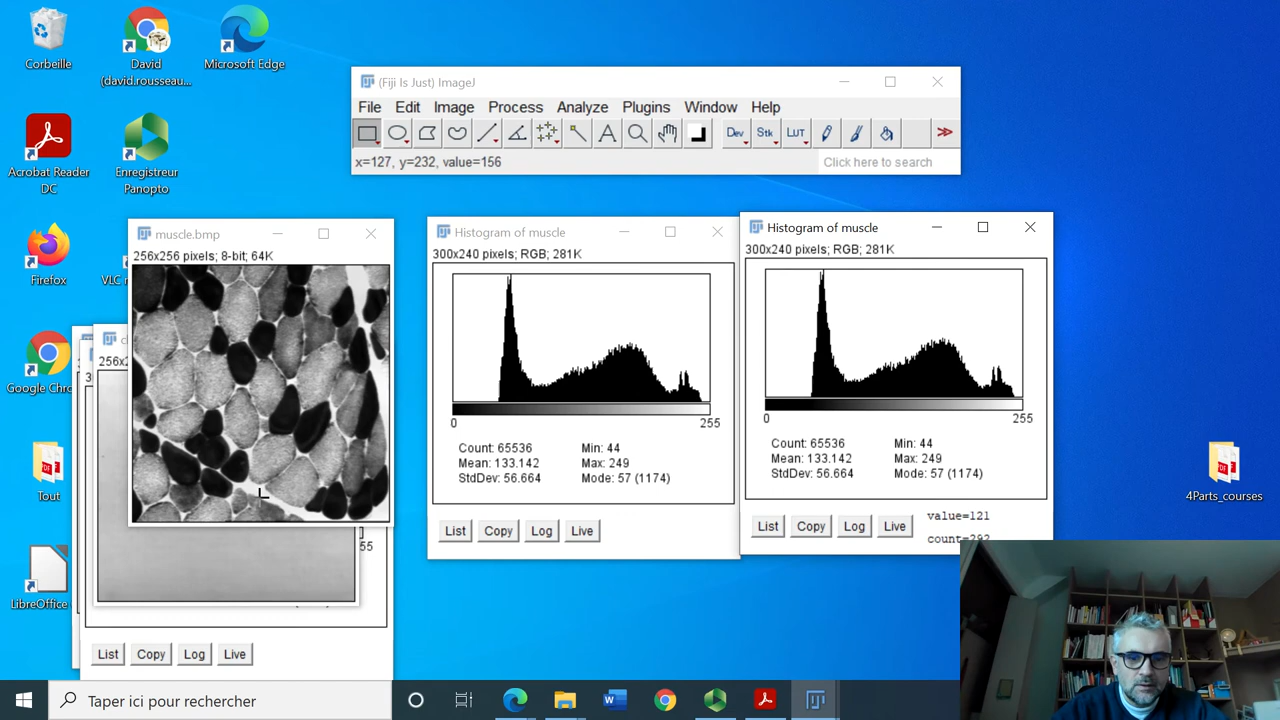 Corbeille
David
(david.rousseau...
Microsoft Edge
Acrobat Reader
DC
Enregistreur
Panopto
Firefox
VLC
Google Chro
Tout
LibreOffice
4Parts_courses
(Fiji Is Just) ImageJ
File Edit Image Process Analyze Plugins Window Help
Dev Stk LUT >>
x=127, y=232, value=156
Click here to search
muscle.bmp
256x256 pixels; 8-bit; 64K
256x2
55
List Copy Log Live
Histogram of muscle
300x240 pixels; RGB; 281K
0 255
Count: 65536 Min: 44
Mean: 133.142 Max: 249
StdDev: 56.664 Mode: 57 (1174)
List Copy Log Live
Histogram of muscle
300x240 pixels; RGB; 281K
0 255
Count: 65536 Min: 44
Mean: 133.142 Max: 249
StdDev: 56.664 Mode: 57 (1174)
List Copy Log Live
value=121
Taper ici pour rechercher